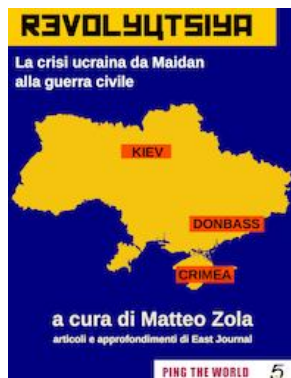 REVOLYUTSIYA
La crisi ucraina da Maidan
alla guerra civile
KIEV
DONBASS
CRIMEA
a cura di Matteo Zola
articoli e approfondimenti di East Journal
PING THE WORLD 5